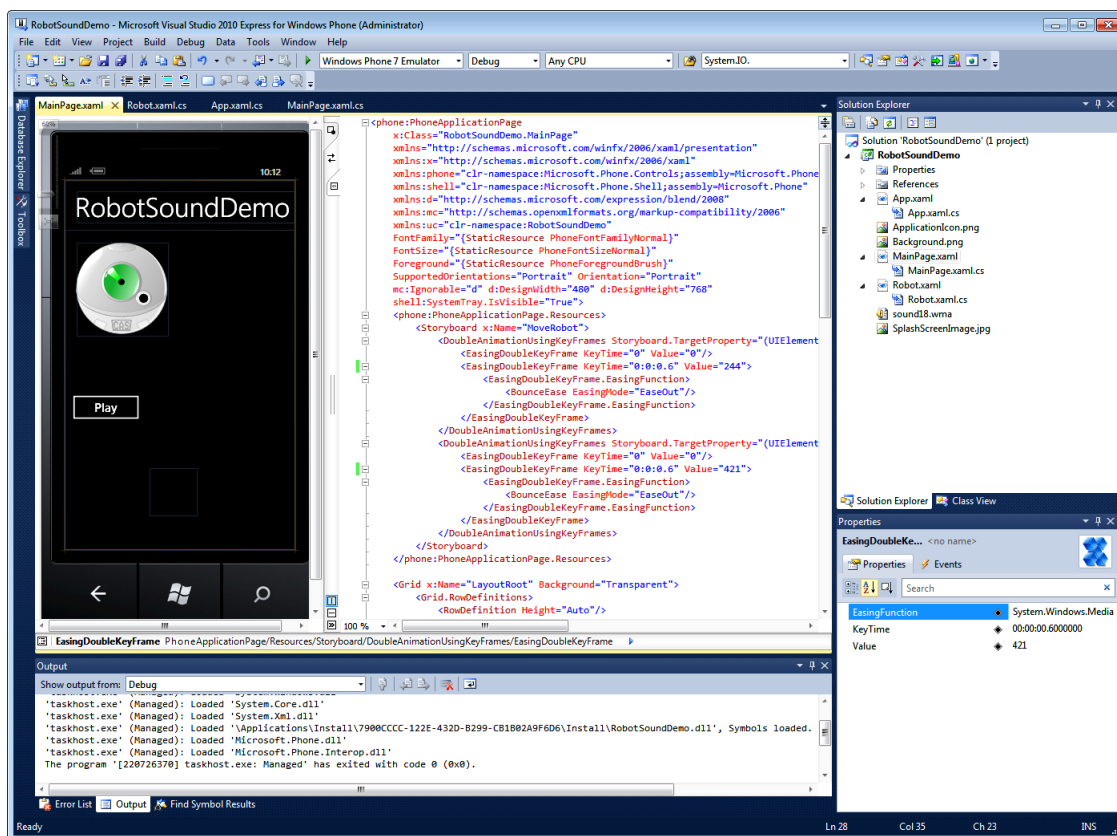 RobotSoundDemo - Microsoft Visual Studio 2010 Express for Windows Phone (Administrator)
File Edit View Project Build Debug Data Tools Window Help
Windows Phone 7 Emulator Debug Any CPU System.IO.
MainPage.xaml Robot.xaml.cs App.xaml.cs MainPage.xaml.cs
Database Explorer
Toolbox
10:12
RobotSoundDemo
CAS
Play
<phone:PhoneApplicationPage
x:Class="RobotSoundDemo.MainPage"
xmlns="http://schemas.microsoft.com/winfx/2006/xaml/presentation"
xmlns:x="http://schemas.microsoft.com/winfx/2006/xaml"
xmlns:phone="clr-namespace:Microsoft.Phone.Controls;assembly=Microsoft.Phone
xmlns:shell="clr-namespace:Microsoft.Phone.Shell;assembly=Microsoft.Phone"
xmlns:d="http://schemas.microsoft.com/expression/blend/2008"
xmlns:mc="http://schemas.openxmlformats.org/markup-compatibility/2006"
xmlns:uc="clr-namespace:RobotSoundDemo"
FontFamily="{StaticResource PhoneFontFamilyNormal}"
FontSize="{StaticResource PhoneFontSizeNormal}"
Foreground="{StaticResource PhoneForegroundBrush}"
SupportedOrientations="Portrait" Orientation="Portrait"
mc:Ignorable="d" d:DesignWidth="480" d:DesignHeight="768"
shell:SystemTray.IsVisible="True">
<phone:PhoneApplicationPage.Resources>
<Storyboard x:Name="MoveRobot">
<DoubleAnimationUsingKeyFrames Storyboard.TargetProperty="(UIElement
<EasingDoubleKeyFrame KeyTime="0" Value="0"/>
<EasingDoubleKeyFrame KeyTime="0:0:0.6" Value="244">
<EasingDoubleKeyFrame.EasingFunction>
<BounceEase EasingMode="EaseOut"/>
</EasingDoubleKeyFrame.EasingFunction>
</EasingDoubleKeyFrame>
</DoubleAnimationUsingKeyFrames>
<DoubleAnimationUsingKeyFrames Storyboard.TargetProperty="(UIElement
<EasingDoubleKeyFrame KeyTime="0" Value="0"/>
<EasingDoubleKeyFrame KeyTime="0:0:0.6" Value="421">
<EasingDoubleKeyFrame.EasingFunction>
<BounceEase EasingMode="EaseOut"/>
</EasingDoubleKeyFrame.EasingFunction>
</EasingDoubleKeyFrame>
</DoubleAnimationUsingKeyFrames>
</Storyboard>
</phone:PhoneApplicationPage.Resources>
<Grid x:Name="LayoutRoot" Background="Transparent">
<Grid.RowDefinitions>
<RowDefinition Height="Auto"/>
100 %
EasingDoubleKeyFrame PhoneApplicationPage/Resources/Storyboard/DoubleAnimationUsingKeyFrames/EasingDoubleKeyFrame
Output
Show output from: Debug
'taskhost.exe' (Managed): Loaded 'System.Core.dll'
'taskhost.exe' (Managed): Loaded 'System.Xml.dll'
'taskhost.exe' (Managed): Loaded '\Applications\Install\7900CCCC-122E-432D-B299-CB1B02A9F6D6\Install\RobotSoundDemo.dll', Symbols loaded.
'taskhost.exe' (Managed): Loaded 'Microsoft.Phone.dll'
'taskhost.exe' (Managed): Loaded 'Microsoft.Phone.Interop.dll'
The program '[220726370] taskhost.exe: Managed' has exited with code 0 (0x0).
Error List Output Find Symbol Results
Solution Explorer
Solution 'RobotSoundDemo' (1 project)
RobotSoundDemo
Properties
References
App.xaml
App.xaml.cs
ApplicationIcon.png
Background.png
MainPage.xaml
MainPage.xaml.cs
Robot.xaml
Robot.xaml.cs
sound18.wma
SplashScreenImage.jpg
Solution Explorer Class View
Properties
EasingDoubleKe... <no name>
Properties Events
Search
EasingFunction System.Windows.Media
KeyTime 00:00:00.6000000
Value 421
Ready Ln 28 Col 35 Ch 23 INS